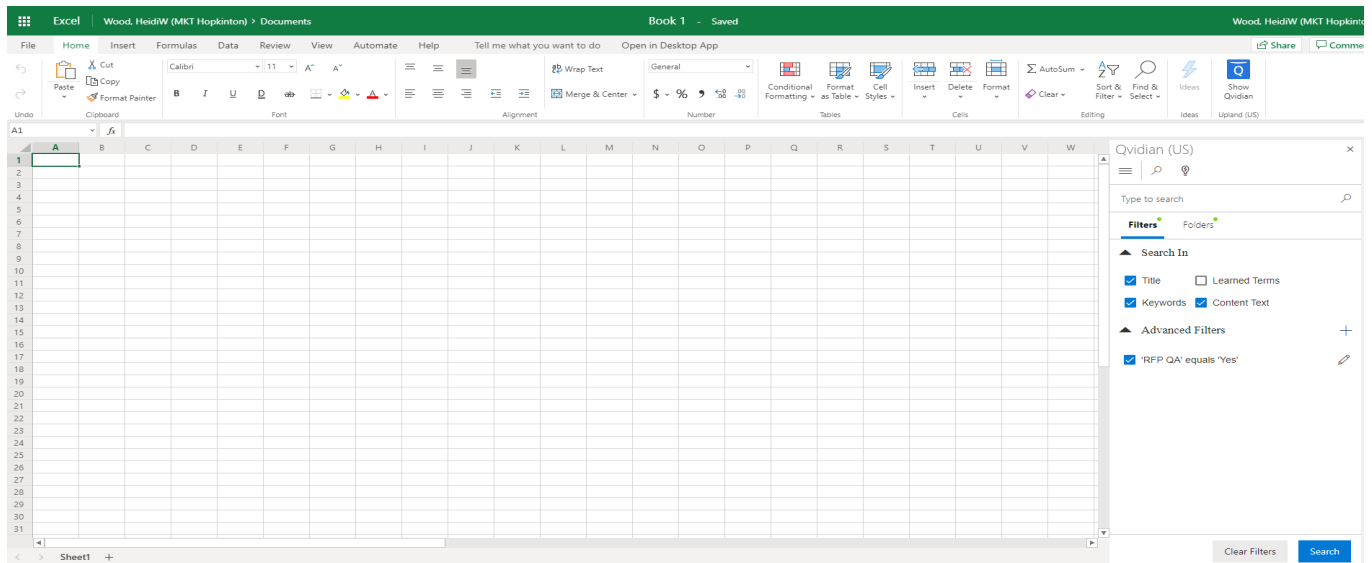 Excel Wood, HeidiW (MKT Hopkinton) > Documents Book 1 - Saved Wood, HeidiW (MKT Hopkinto
File Home Insert Formulas Data Review View Automate Help Tell me what you want to do Open in Desktop App Share Comme
Paste
Cut
Copy
Format Painter
Calibri 11 A^ A˅
B I U D ab A
Wrap Text
Merge & Center
General
$ % 9 .00 .00
Conditional Formatting
Format as Table
Cell Styles
Insert Delete Format
AutoSum
Clear
Sort & Filter
Find & Select
Ideas
Show Qvidian
Undo Clipboard Font Alignment Number Tables Cells Editing Ideas Upland (US)
A1 fx
A B C D E F G H I J K L M N O P Q R S T U V W
1
2
3
4
5
6
7
8
9
10
11
12
13
14
15
16
17
18
19
20
21
22
23
24
25
26
27
28
29
30
31
Sheet1 +
Qvidian (US)
Type to search
Filters Folders
Search In
Title Learned Terms
Keywords Content Text
Advanced Filters
'RFP QA' equals 'Yes'
Clear Filters Search